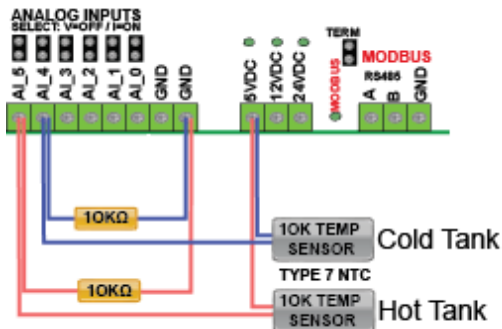 ANALOG INPUTS
SELECT: V=OFF / I=ON
AI_5
AI_4
AI_3
AI_2
AI_1
AI_0
GND
GND
5VDC
12VDC
24VDC
TERM
MODBUS
MODBUS
RS485
A
B
GND
10KΩ
10K TEMP
SENSOR
Cold Tank
TYPE 7 NTC
10KΩ
10K TEMP
SENSOR
Hot Tank